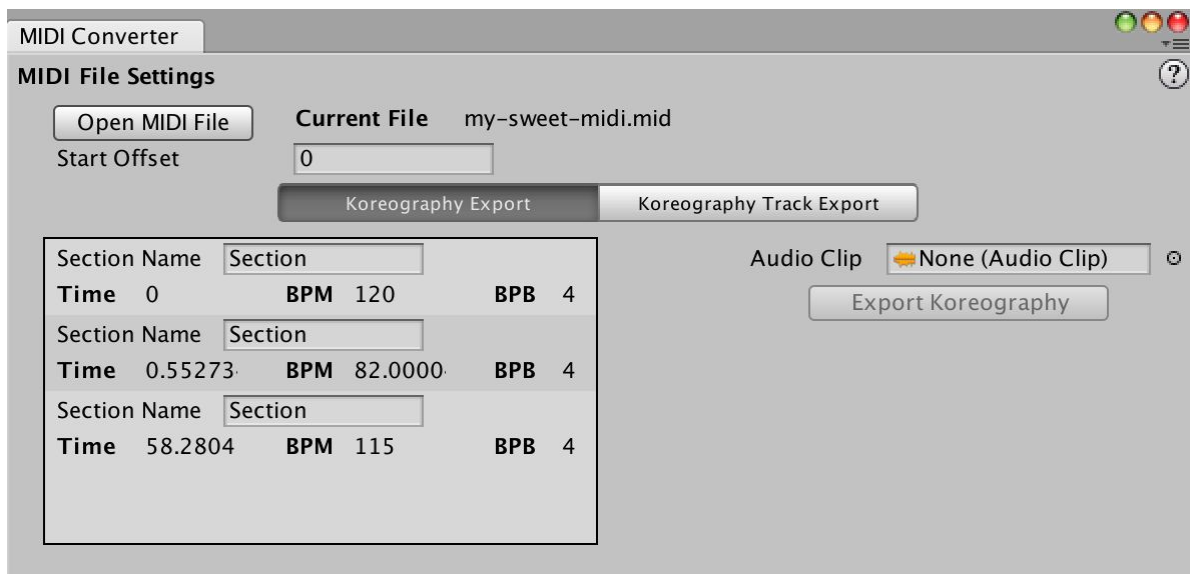 MIDI Converter
MIDI File Settings
?
Open MIDI File Current File my-sweet-midi.mid
Start Offset 0
Koreography Export Koreography Track Export
Section Name Section
Time 0 BPM 120 BPB 4
Section Name Section
Time 0.55273 BPM 82.0000 BPB 4
Section Name Section
Time 58.2804 BPM 115 BPB 4
Audio Clip None (Audio Clip)
Export Koreography